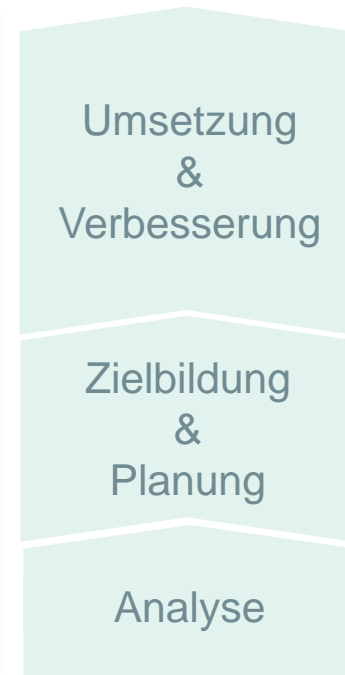 Umsetzung
&
Verbesserung
Zielbildung
&
Planung
Analyse